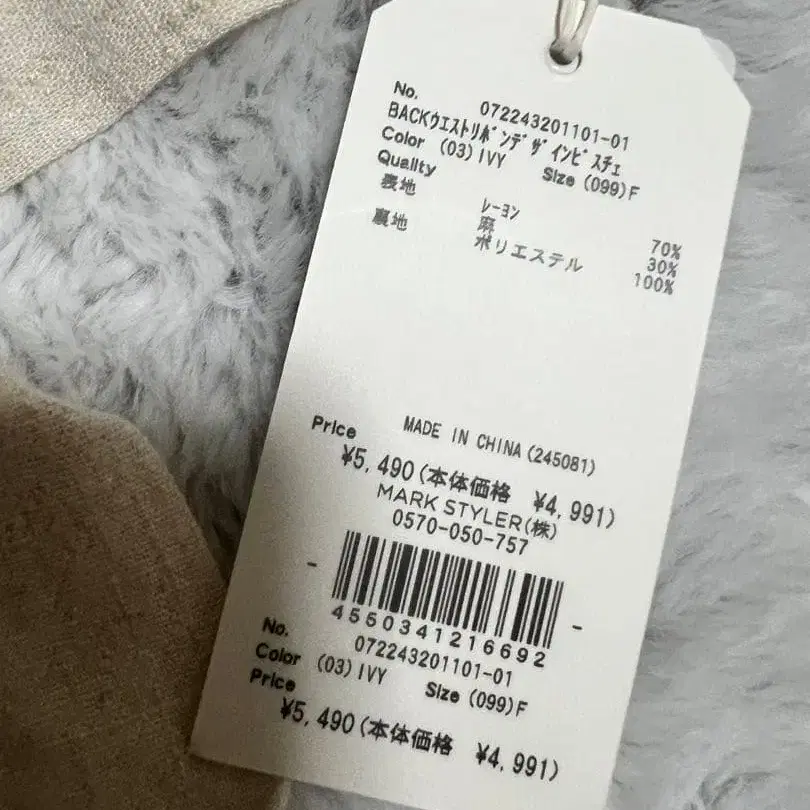 No. 072243201101-01
BACKウエストリボンデザインビスチェ
Color (03)IVY Size (099)F
Quality
表地 レーヨン 70%
麻 30%
裏地 ポリエステル 100%
MADE IN CHINA(245081)
Price
¥5,490(本体価格 ¥4,991)
MARK STYLER(株)
0570-050-757
4550341216692
No. 072243201101-01
Color (03)IVY Size (099)F
Price
¥5,490(本体価格 ¥4,991)